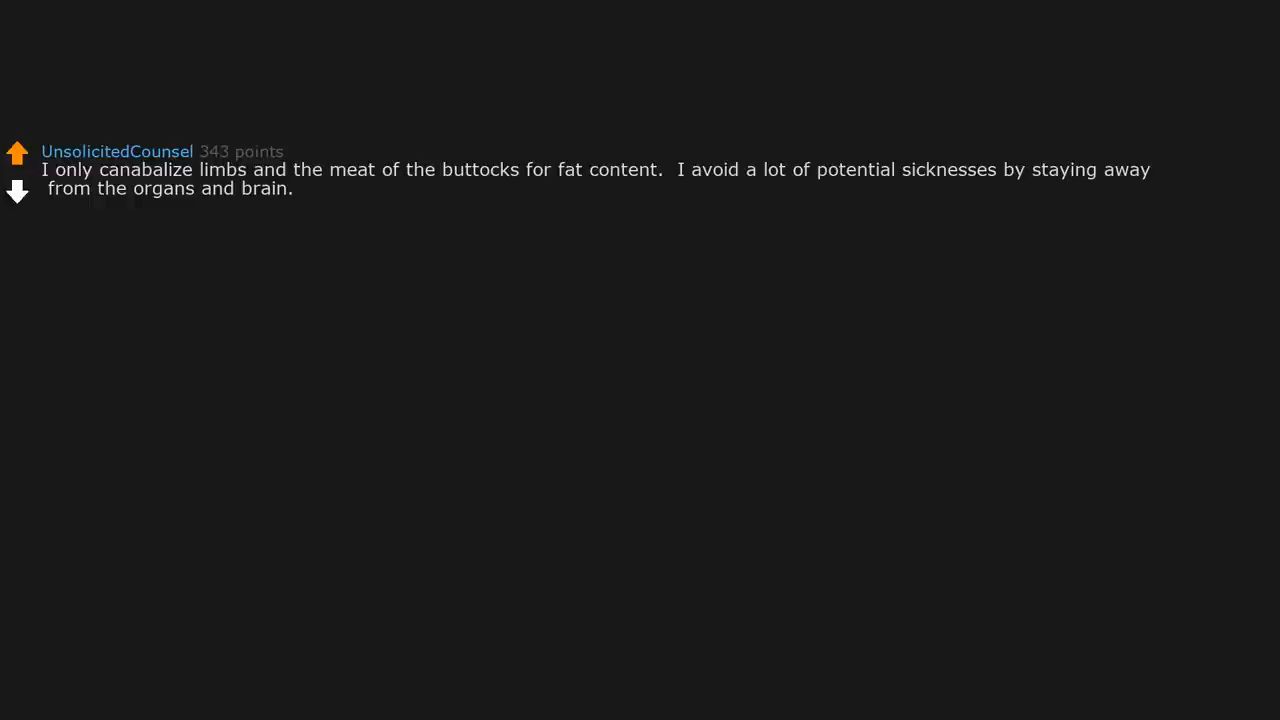 UnsolicitedCounsel 343 points
I only canabalize limbs and the meat of the buttocks for fat content.  I avoid a lot of potential sicknesses by staying away
from the organs and brain.